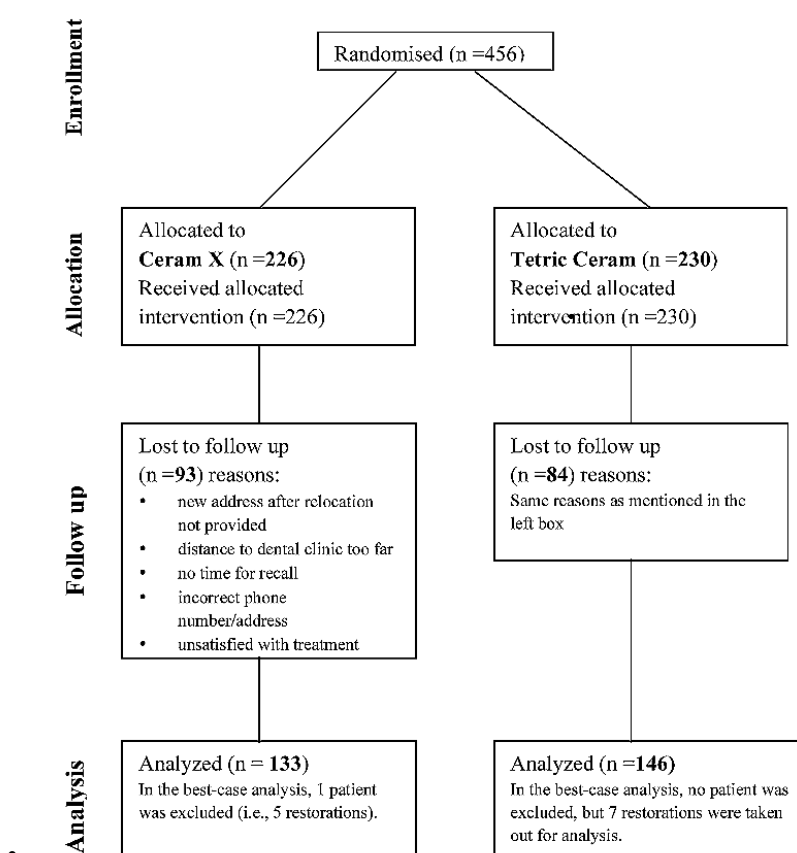 Enrollment
Randomised (n =456)
Allocation
Allocated to
Ceram X (n =226)
Received allocated
intervention (n =226)
Allocated to
Tetric Ceram (n =230)
Received allocated
intervention (n =230)
Follow up
Lost to follow up
(n =93) reasons:
• new address after relocation
not provided
• distance to dental clinic too far
• no time for recall
• incorrect phone
number/address
• unsatisfied with treatment
Lost to follow up
(n =84) reasons:
Same reasons as mentioned in the
left box
Analysis
Analyzed (n = 133)
In the best-case analysis, 1 patient
was excluded (i.e., 5 restorations).
Analyzed (n =146)
In the best-case analysis, no patient was
excluded, but 7 restorations were taken
out for analysis.